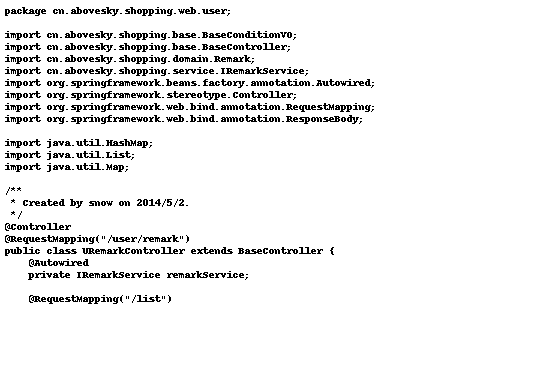 package cn.abovesky.shopping.web.user;

import cn.abovesky.shopping.base.BaseConditionVO;
import cn.abovesky.shopping.base.BaseController;
import cn.abovesky.shopping.domain.Remark;
import cn.abovesky.shopping.service.IRemarkService;
import org.springframework.beans.factory.annotation.Autowired;
import org.springframework.stereotype.Controller;
import org.springframework.web.bind.annotation.RequestMapping;
import org.springframework.web.bind.annotation.ResponseBody;

import java.util.HashMap;
import java.util.List;
import java.util.Map;

/**
 * Created by snow on 2014/5/2.
 */
@Controller
@RequestMapping("/user/remark")
public class URemarkController extends BaseController {
    @Autowired
    private IRemarkService remarkService;

    @RequestMapping("/list")